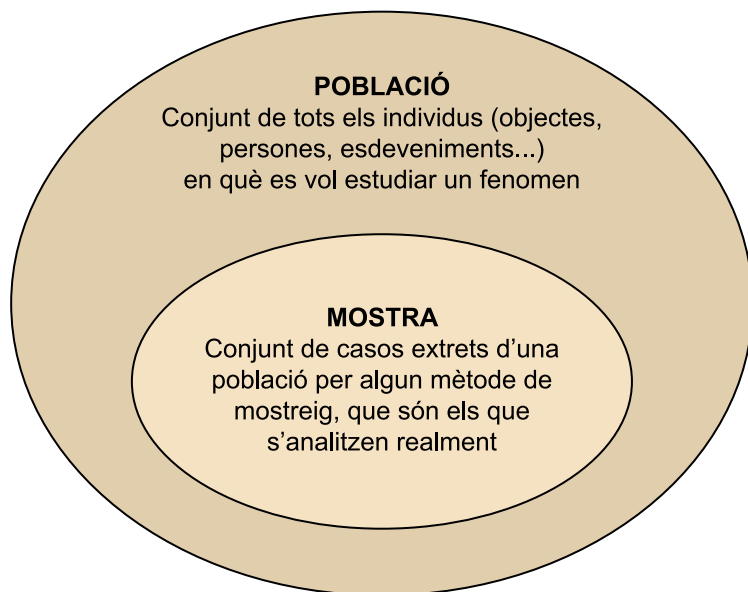 POBLACIÓ
Conjunt de tots els individus (objectes,
persones, esdeveniments...)
en què es vol estudiar un fenomen
MOSTRA
Conjunt de casos extrets d’una
població per algun mètode de
mostreig, que són els que
s’analitzen realment